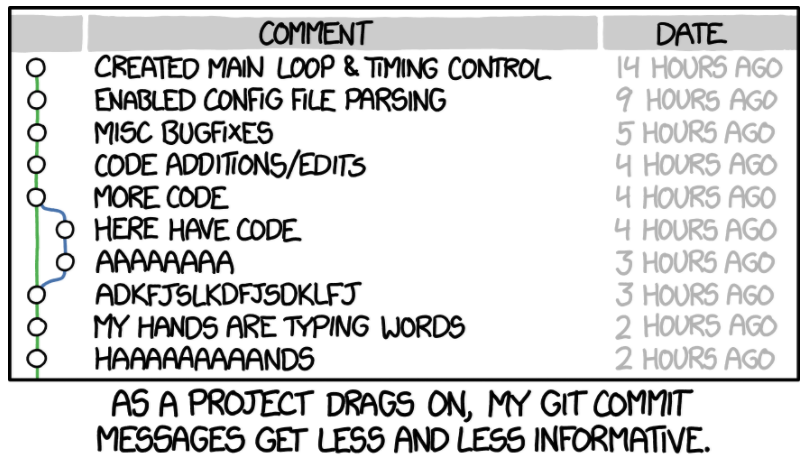 COMMENT DATE
CREATED MAIN LOOP & TIMING CONTROL 14 HOURS AGO
ENABLED CONFIG FILE PARSING 9 HOURS AGO
MISC BUGFIXES 5 HOURS AGO
CODE ADDITIONS/EDITS 4 HOURS AGO
MORE CODE 4 HOURS AGO
HERE HAVE CODE 4 HOURS AGO
AAAAAAAA 3 HOURS AGO
ADKFJSLKDFJSDKLFJ 3 HOURS AGO
MY HANDS ARE TYPING WORDS 2 HOURS AGO
HAAAAAAAAANDS 2 HOURS AGO
AS A PROJECT DRAGS ON, MY GIT COMMIT
MESSAGES GET LESS AND LESS INFORMATIVE.